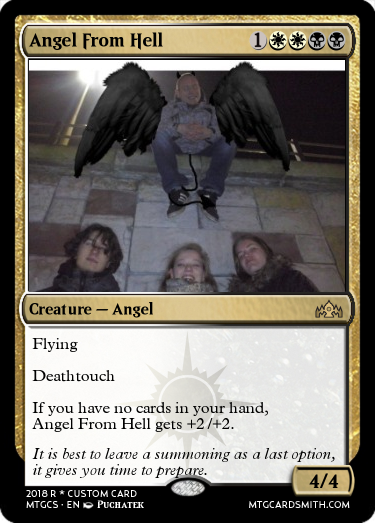 Angel From Hell 1
Creature — Angel
Flying
Deathtouch
If you have no cards in your hand,
Angel From Hell gets +2/+2.
It is best to leave a summoning as a last option,
it gives you time to prepare.
4/4
2018 R * CUSTOM CARD
MTGCS · EN PUCHATEK
MTGCARDSMITH.COM